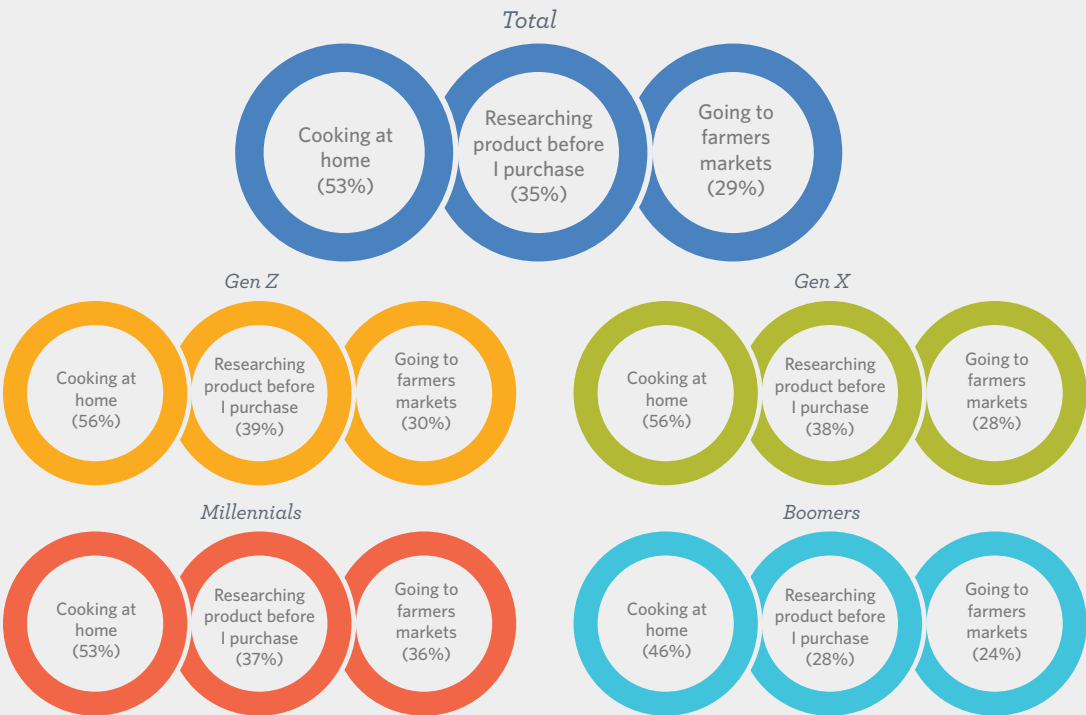 Total
Cooking at
home
(53%)
Researching
product before
I purchase
(35%)
Going to
farmers
markets
(29%)
Gen Z
Cooking at
home
(56%)
Researching
product before
I purchase
(39%)
Going to
farmers
markets
(30%)
Gen X
Cooking at
home
(56%)
Researching
product before
I purchase
(38%)
Going to
farmers
markets
(28%)
Millennials
Cooking at
home
(53%)
Researching
product before
I purchase
(37%)
Going to
farmers
markets
(36%)
Boomers
Cooking at
home
(46%)
Researching
product before
I purchase
(28%)
Going to
farmers
markets
(24%)